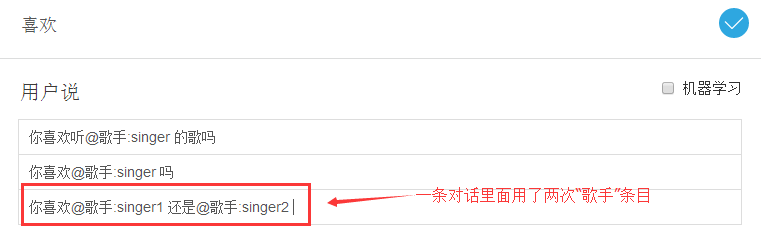 喜欢
用户说
机器学习
你喜欢听@歌手:singer 的歌吗
你喜欢@歌手:singer 吗
你喜欢@歌手:singer1 还是@歌手:singer2
一条对话里面用了两次“歌手”条目